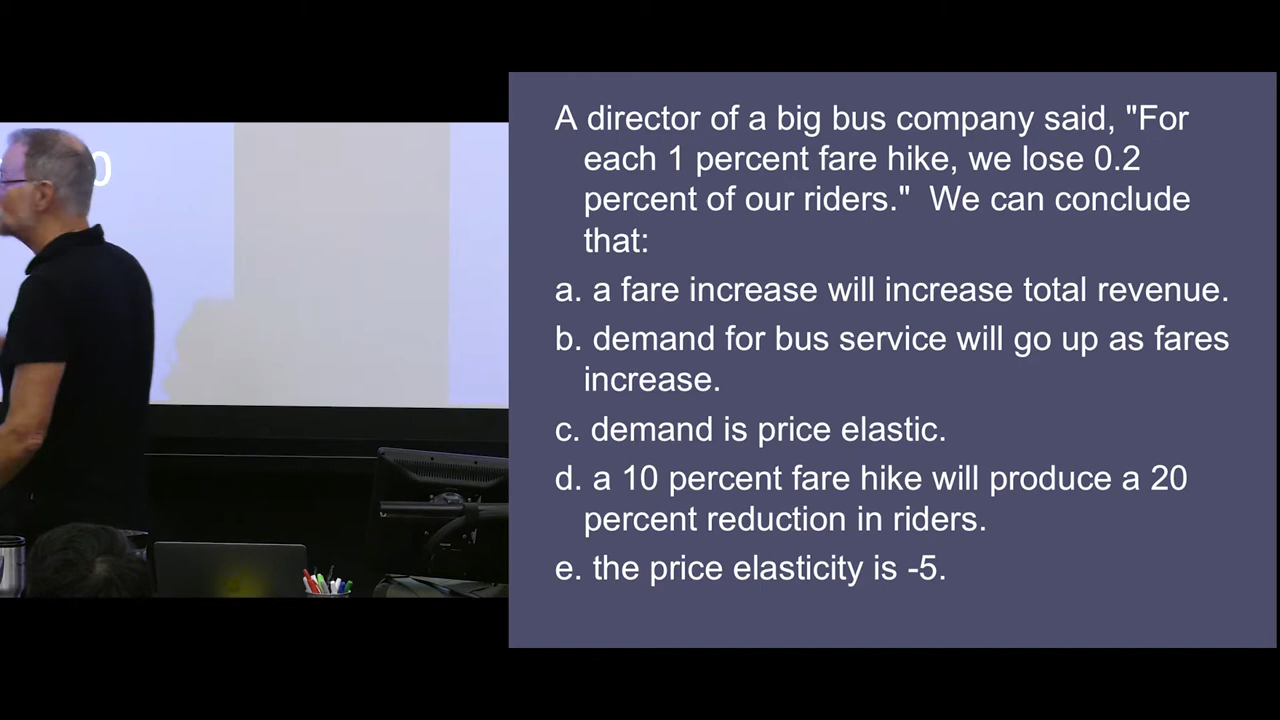 0
A director of a big bus company said, "For
each 1 percent fare hike, we lose 0.2
percent of our riders."  We can conclude
that:
a. a fare increase will increase total revenue.
b. demand for bus service will go up as fares
increase.
c. demand is price elastic.
d. a 10 percent fare hike will produce a 20
percent reduction in riders.
e. the price elasticity is -5.